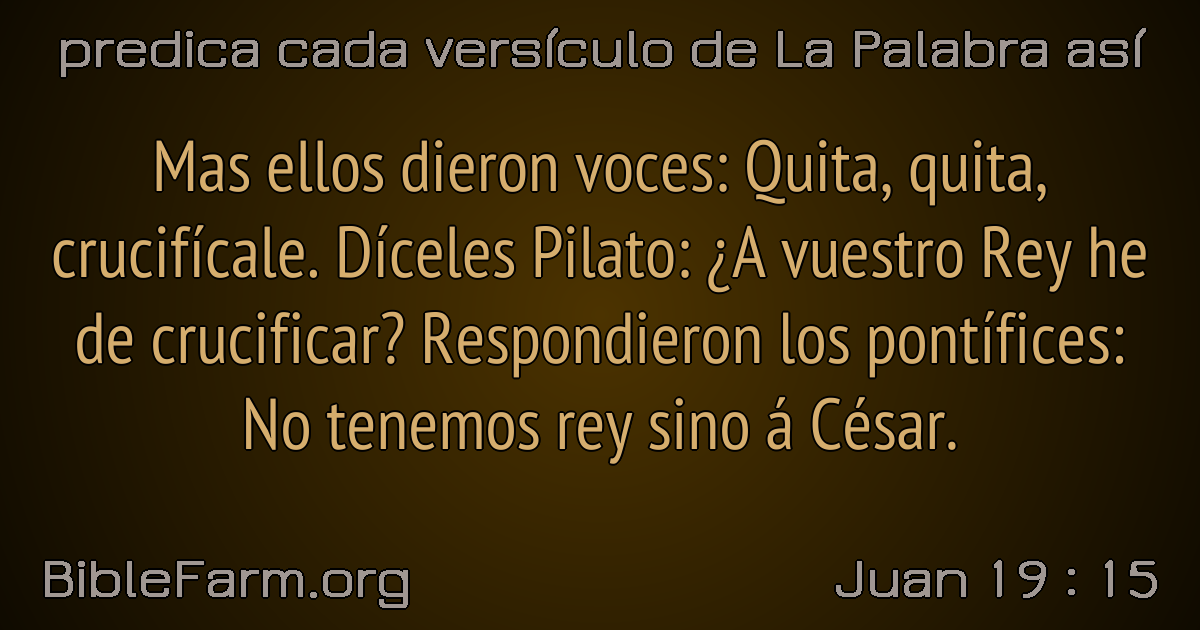 predica cada versículo de La Palabra así
Mas ellos dieron voces: Quita, quita,
crucifícale. Díceles Pilato: ¿A vuestro Rey he
de crucificar? Respondieron los pontífices:
No tenemos rey sino á César.
BibleFarm.org
Juan 19 : 15